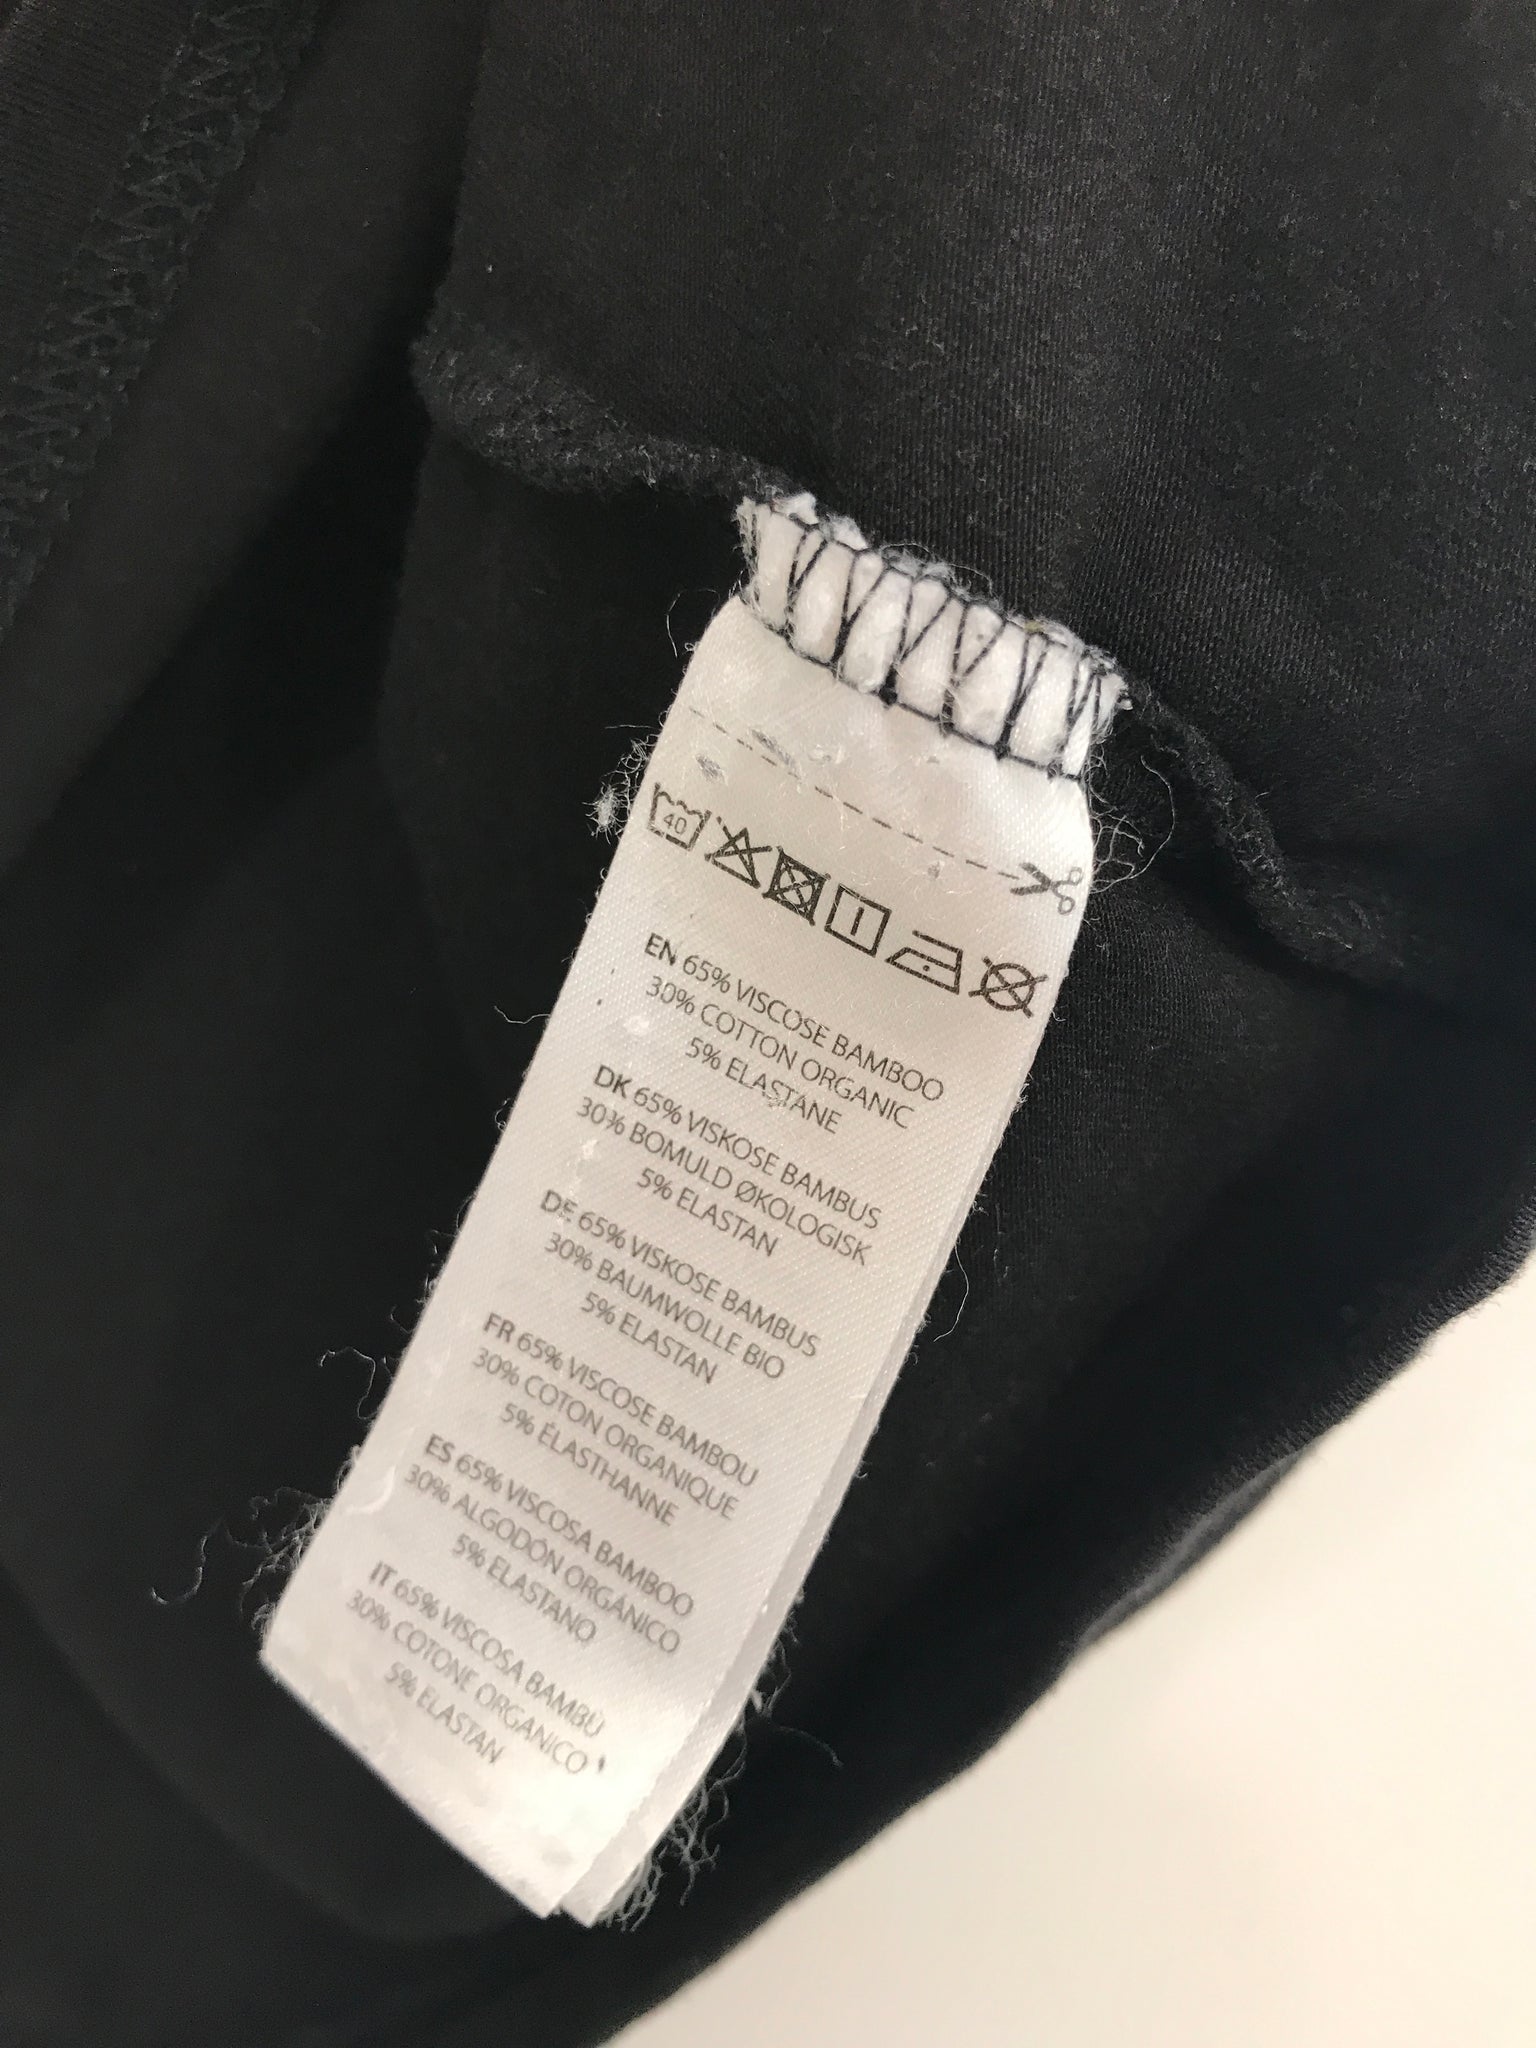 40
EN 65% VISCOSE BAMBOO
30% COTTON ORGANIC
5% ELASTANE
DK 65% VISKOSE BAMBUS
30% BOMULD ØKOLOGISK
5% ELASTAN
DE 65% VISKOSE BAMBUS
30% BAUMWOLLE BIO
5% ELASTAN
FR 65% VISCOSE BAMBOU
30% COTON ORGANIQUE
5% ÉLASTHANNE
ES 65% VISCOSA BAMBOO
30% ALGODÓN ORGÁNICO
5% ELASTANO
IT 65% VISCOSA BAMBÙ
30% COTONE ORGANICO
5% ELASTAN